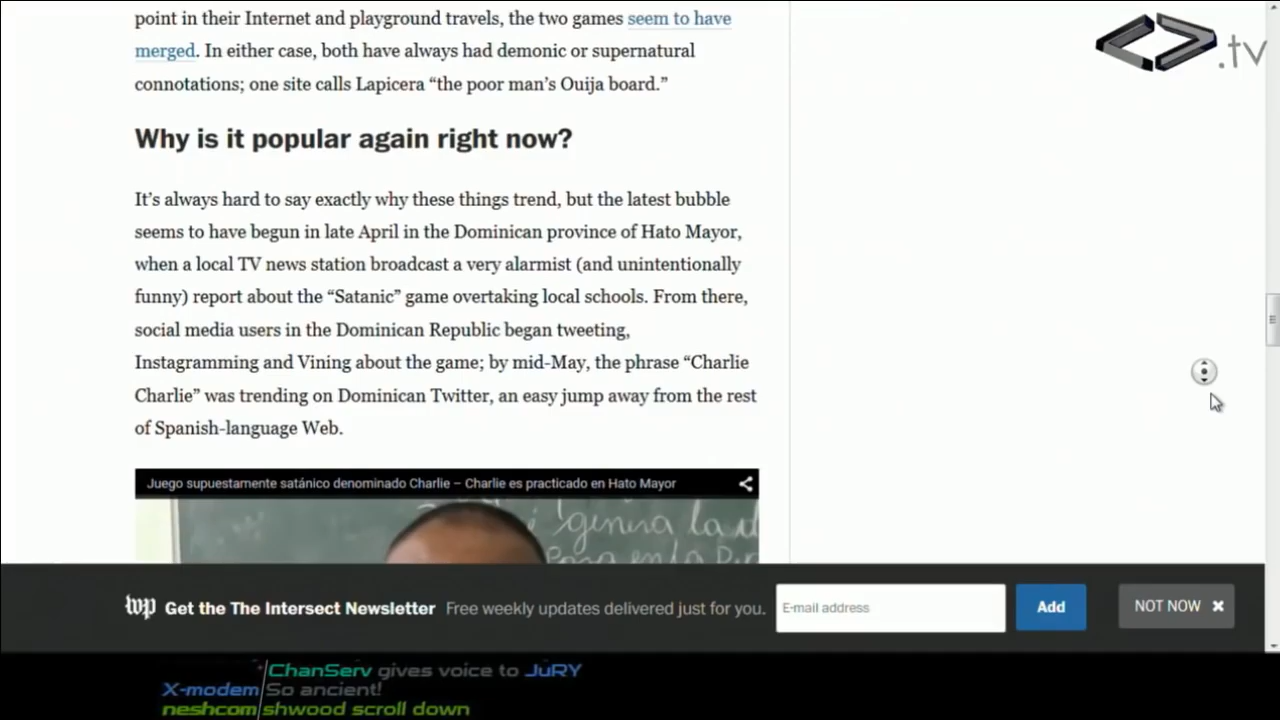 point in their Internet and playground travels, the two games seem to have
merged. In either case, both have always had demonic or supernatural
connotations; one site calls Lapicera “the poor man’s Ouija board.”
.tv
Why is it popular again right now?
It’s always hard to say exactly why these things trend, but the latest bubble
seems to have begun in late April in the Dominican province of Hato Mayor,
when a local TV news station broadcast a very alarmist (and unintentionally
funny) report about the “Satanic” game overtaking local schools. From there,
social media users in the Dominican Republic began tweeting,
Instagramming and Vining about the game; by mid-May, the phrase “Charlie
Charlie” was trending on Dominican Twitter, an easy jump away from the rest
of Spanish-language Web.
Juego supuestamente satánico denominado Charlie – Charlie es practicado en Hato Mayor
genera la
wp Get the The Intersect Newsletter Free weekly updates delivered just for you. E-mail address Add NOT NOW ×
ChanServ gives voice to JuRY
X-modem So ancient!
neshcom shwood scroll down